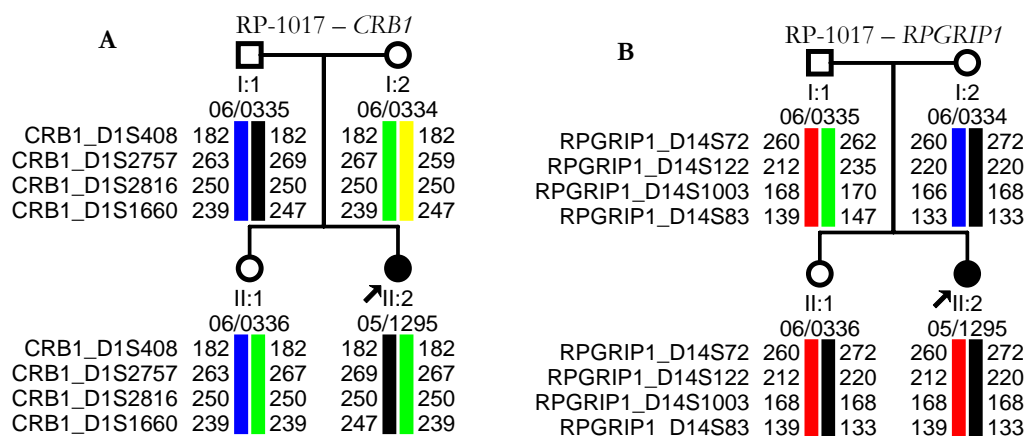 A
RP-1017 – CRB1
I:1 I:2
06/0335 06/0334
CRB1_D1S408 182 182 182 182
CRB1_D1S2757 263 269 267 259
CRB1_D1S2816 250 250 250 250
CRB1_D1S1660 239 247 239 247
II:1 II:2
06/0336 05/1295
CRB1_D1S408 182 182 182 182
CRB1_D1S2757 263 267 269 267
CRB1_D1S2816 250 250 250 250
CRB1_D1S1660 239 239 247 239
B
RP-1017 – RPGRIP1
I:1 I:2
06/0335 06/0334
RPGRIP1_D14S72 260 262 260 272
RPGRIP1_D14S122 212 235 220 220
RPGRIP1_D14S1003 168 170 166 168
RPGRIP1_D14S83 139 147 133 133
II:1 II:2
06/0336 05/1295
RPGRIP1_D14S72 260 272 260 272
RPGRIP1_D14S122 212 220 212 220
RPGRIP1_D14S1003 168 168 168 168
RPGRIP1_D14S83 139 133 139 133